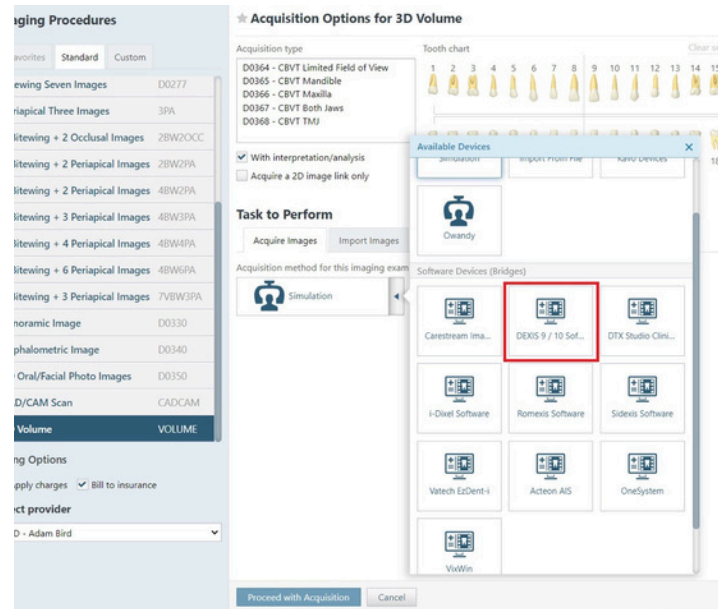 aging Procedures
avorites Standard Custom
ewing Seven Images D0277
riapical Three Images 3PA
itewing + 2 Occlusal Images 2BW2OCC
itewing + 2 Periapical Images 2BW2PA
itewing + 2 Periapical Images 4BW2PA
itewing + 3 Periapical Images 4BW3PA
itewing + 4 Periapical Images 4BW4PA
itewing + 6 Periapical Images 4BW6PA
itewing + 3 Periapical Images 7VBW3PA
noramic Image D0330
phalometric Image D0340
Oral/Facial Photo Images D0350
D/CAM Scan CADCAM
Volume VOLUME
ng Options
pply charges Bill to insurance
ct provider
D - Adam Bird
Acquisition Options for 3D Volume
Acquisition type
D0364 - CBVT Limited Field of View
D0365 - CBVT Mandible
D0366 - CBVT Maxilla
D0367 - CBVT Both Jaws
D0368 - CBVT TMJ
With interpretation/analysis
Acquire a 2D image link only
Tooth chart
Clear
1 2 3 4 5 6 7 8 9 10 11 12 13 14 15
18
Task to Perform
Acquire Images Import Images
Acquisition method for this imaging exam
Simulation
Available Devices
Simulation Import From File KaVo Devices
Owandy
Software Devices (Bridges)
Carestream Ima... DEXIS 9 / 10 Sof... DTX Studio Clini...
i-Dixel Software Romexis Software Sidexis Software
Vatech EzDent-i Acteon AIS OneSystem
VixWin
Proceed with Acquisition Cancel